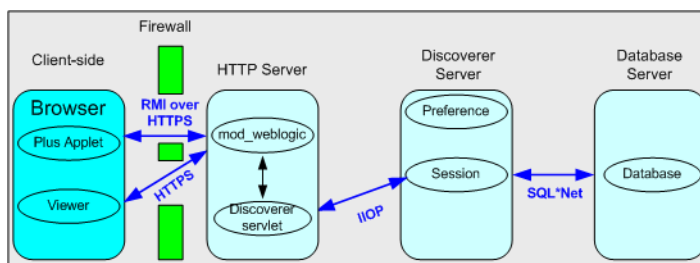 Firewall
Client-side
HTTP Server
Discoverer
Server
Database
Server
Browser
Plus Applet
Viewer
RMI over
HTTPS
HTTPS
mod_weblogic
Discoverer
servlet
IIOP
Preference
Session
SQL*Net
Database